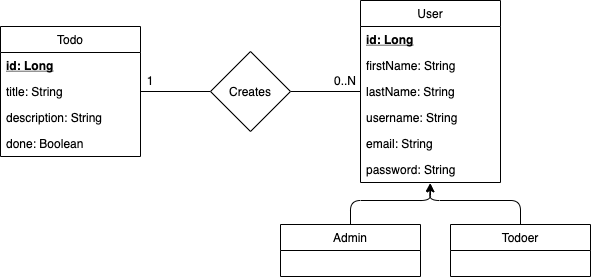 Todo
id: Long
title: String
description: String
done: Boolean
1
Creates
0..N
User
id: Long
firstName: String
lastName: String
username: String
email: String
password: String
Admin
Todoer